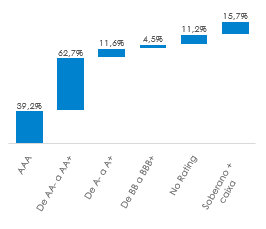 15,7%
62,7%
11,6%
4,5%
11,2%
39,2%
AAA
De AA- a AA+
De A- a A+
De BB a BBB+
No Rating
Soberano +
caixa